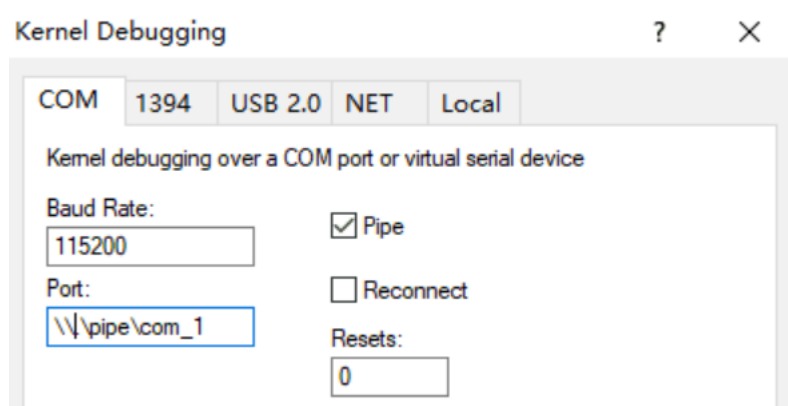 Kernel Debugging ? ×
COM 1394 USB 2.0 NET Local
Kernel debugging over a COM port or virtual serial device
Baud Rate:
115200
Pipe
Port:
\\.\pipe\com_1
Reconnect
Resets:
0